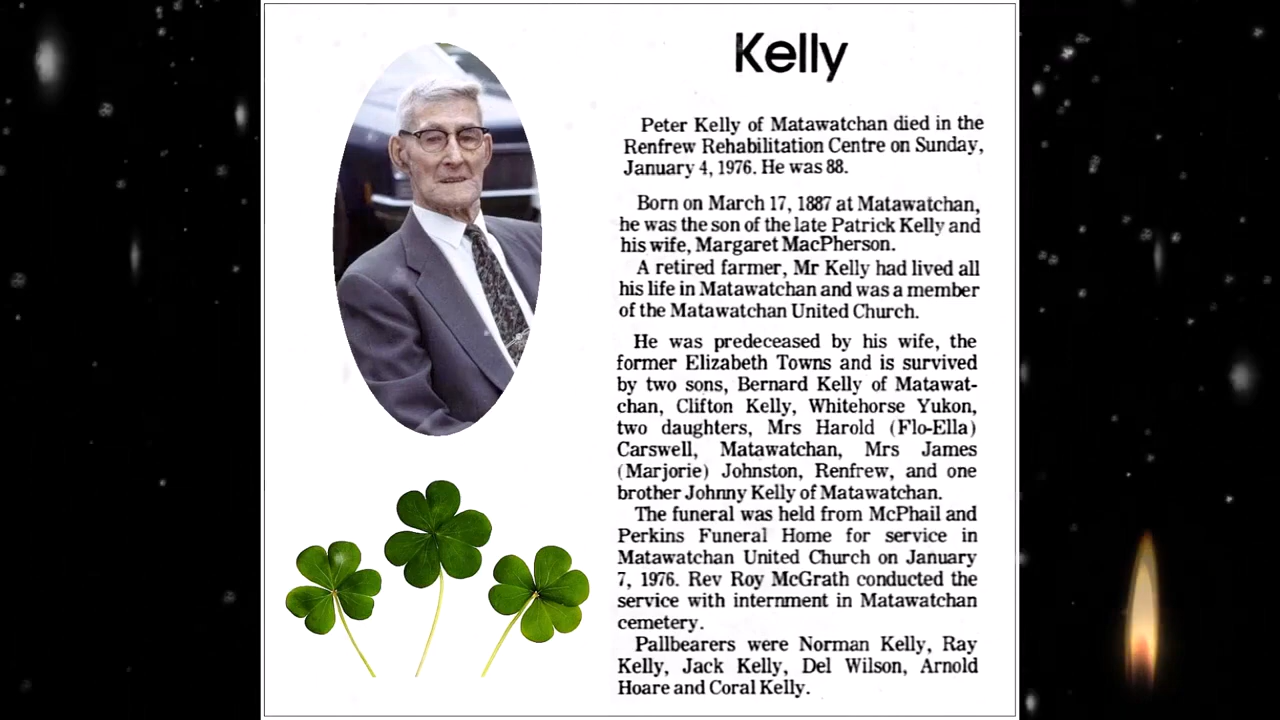 Kelly
Peter Kelly of Matawatchan died in the
Renfrew Rehabilitation Centre on Sunday,
January 4, 1976. He was 88.
Born on March 17, 1887 at Matawatchan,
he was the son of the late Patrick Kelly and
his wife, Margaret MacPherson.
A retired farmer, Mr Kelly had lived all
his life in Matawatchan and was a member
of the Matawatchan United Church.
He was predeceased by his wife, the
former Elizabeth Towns and is survived
by two sons, Bernard Kelly of Matawat-
chan, Clifton Kelly, Whitehorse Yukon,
two daughters, Mrs Harold (Flo-Ella)
Carswell, Matawatchan, Mrs James
(Marjorie) Johnston, Renfrew, and one
brother Johnny Kelly of Matawatchan.
The funeral was held from McPhail and
Perkins Funeral Home for service in
Matawatchan United Church on January
7, 1976. Rev Roy McGrath conducted the
service with internment in Matawatchan
cemetery.
Pallbearers were Norman Kelly, Ray
Kelly, Jack Kelly, Del Wilson, Arnold
Hoare and Coral Kelly.